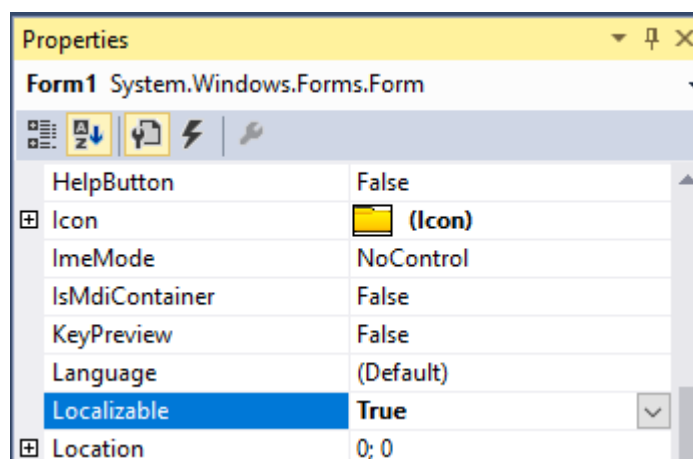 Properties
Form1 System.Windows.Forms.Form
HelpButton False
Icon (Icon)
ImeMode NoControl
IsMdiContainer False
KeyPreview False
Language (Default)
Localizable True
Location 0; 0